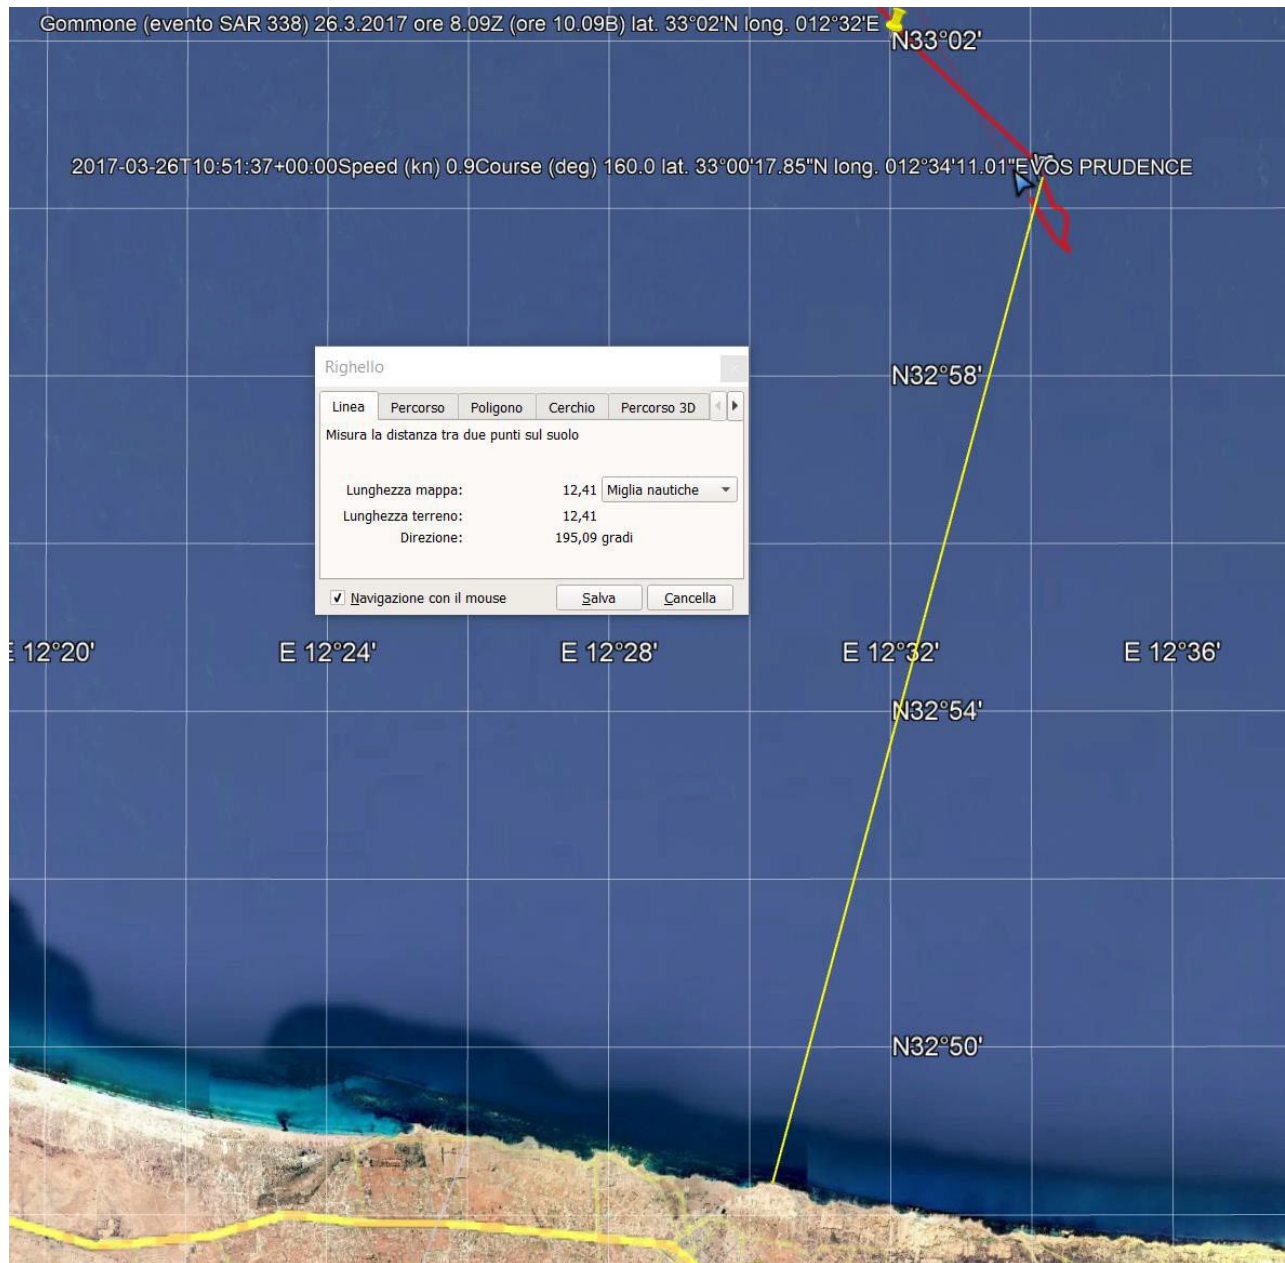 Gommone (evento SAR 338) 26.3.2017 ore 8.09Z (ore 10.09B) lat. 33°02'N long. 012°32'E
N33°02'
2017-03-26T10:51:37+00:00Speed (kn) 0.9Course (deg) 160.0 lat. 33°00'17.85"N long. 012°34'11.01"E VOS PRUDENCE
Righello
N32°58'
Linea Percorso Poligono Cerchio Percorso 3D
Misura la distanza tra due punti sul suolo
Lunghezza mappa: 12,41 Miglia nautiche
Lunghezza terreno: 12,41
Direzione: 195,09 gradi
Navigazione con il mouse Salva Cancella
E 12°20' E 12°24' E 12°28' E 12°32' E 12°36'
N32°54'
N32°50'